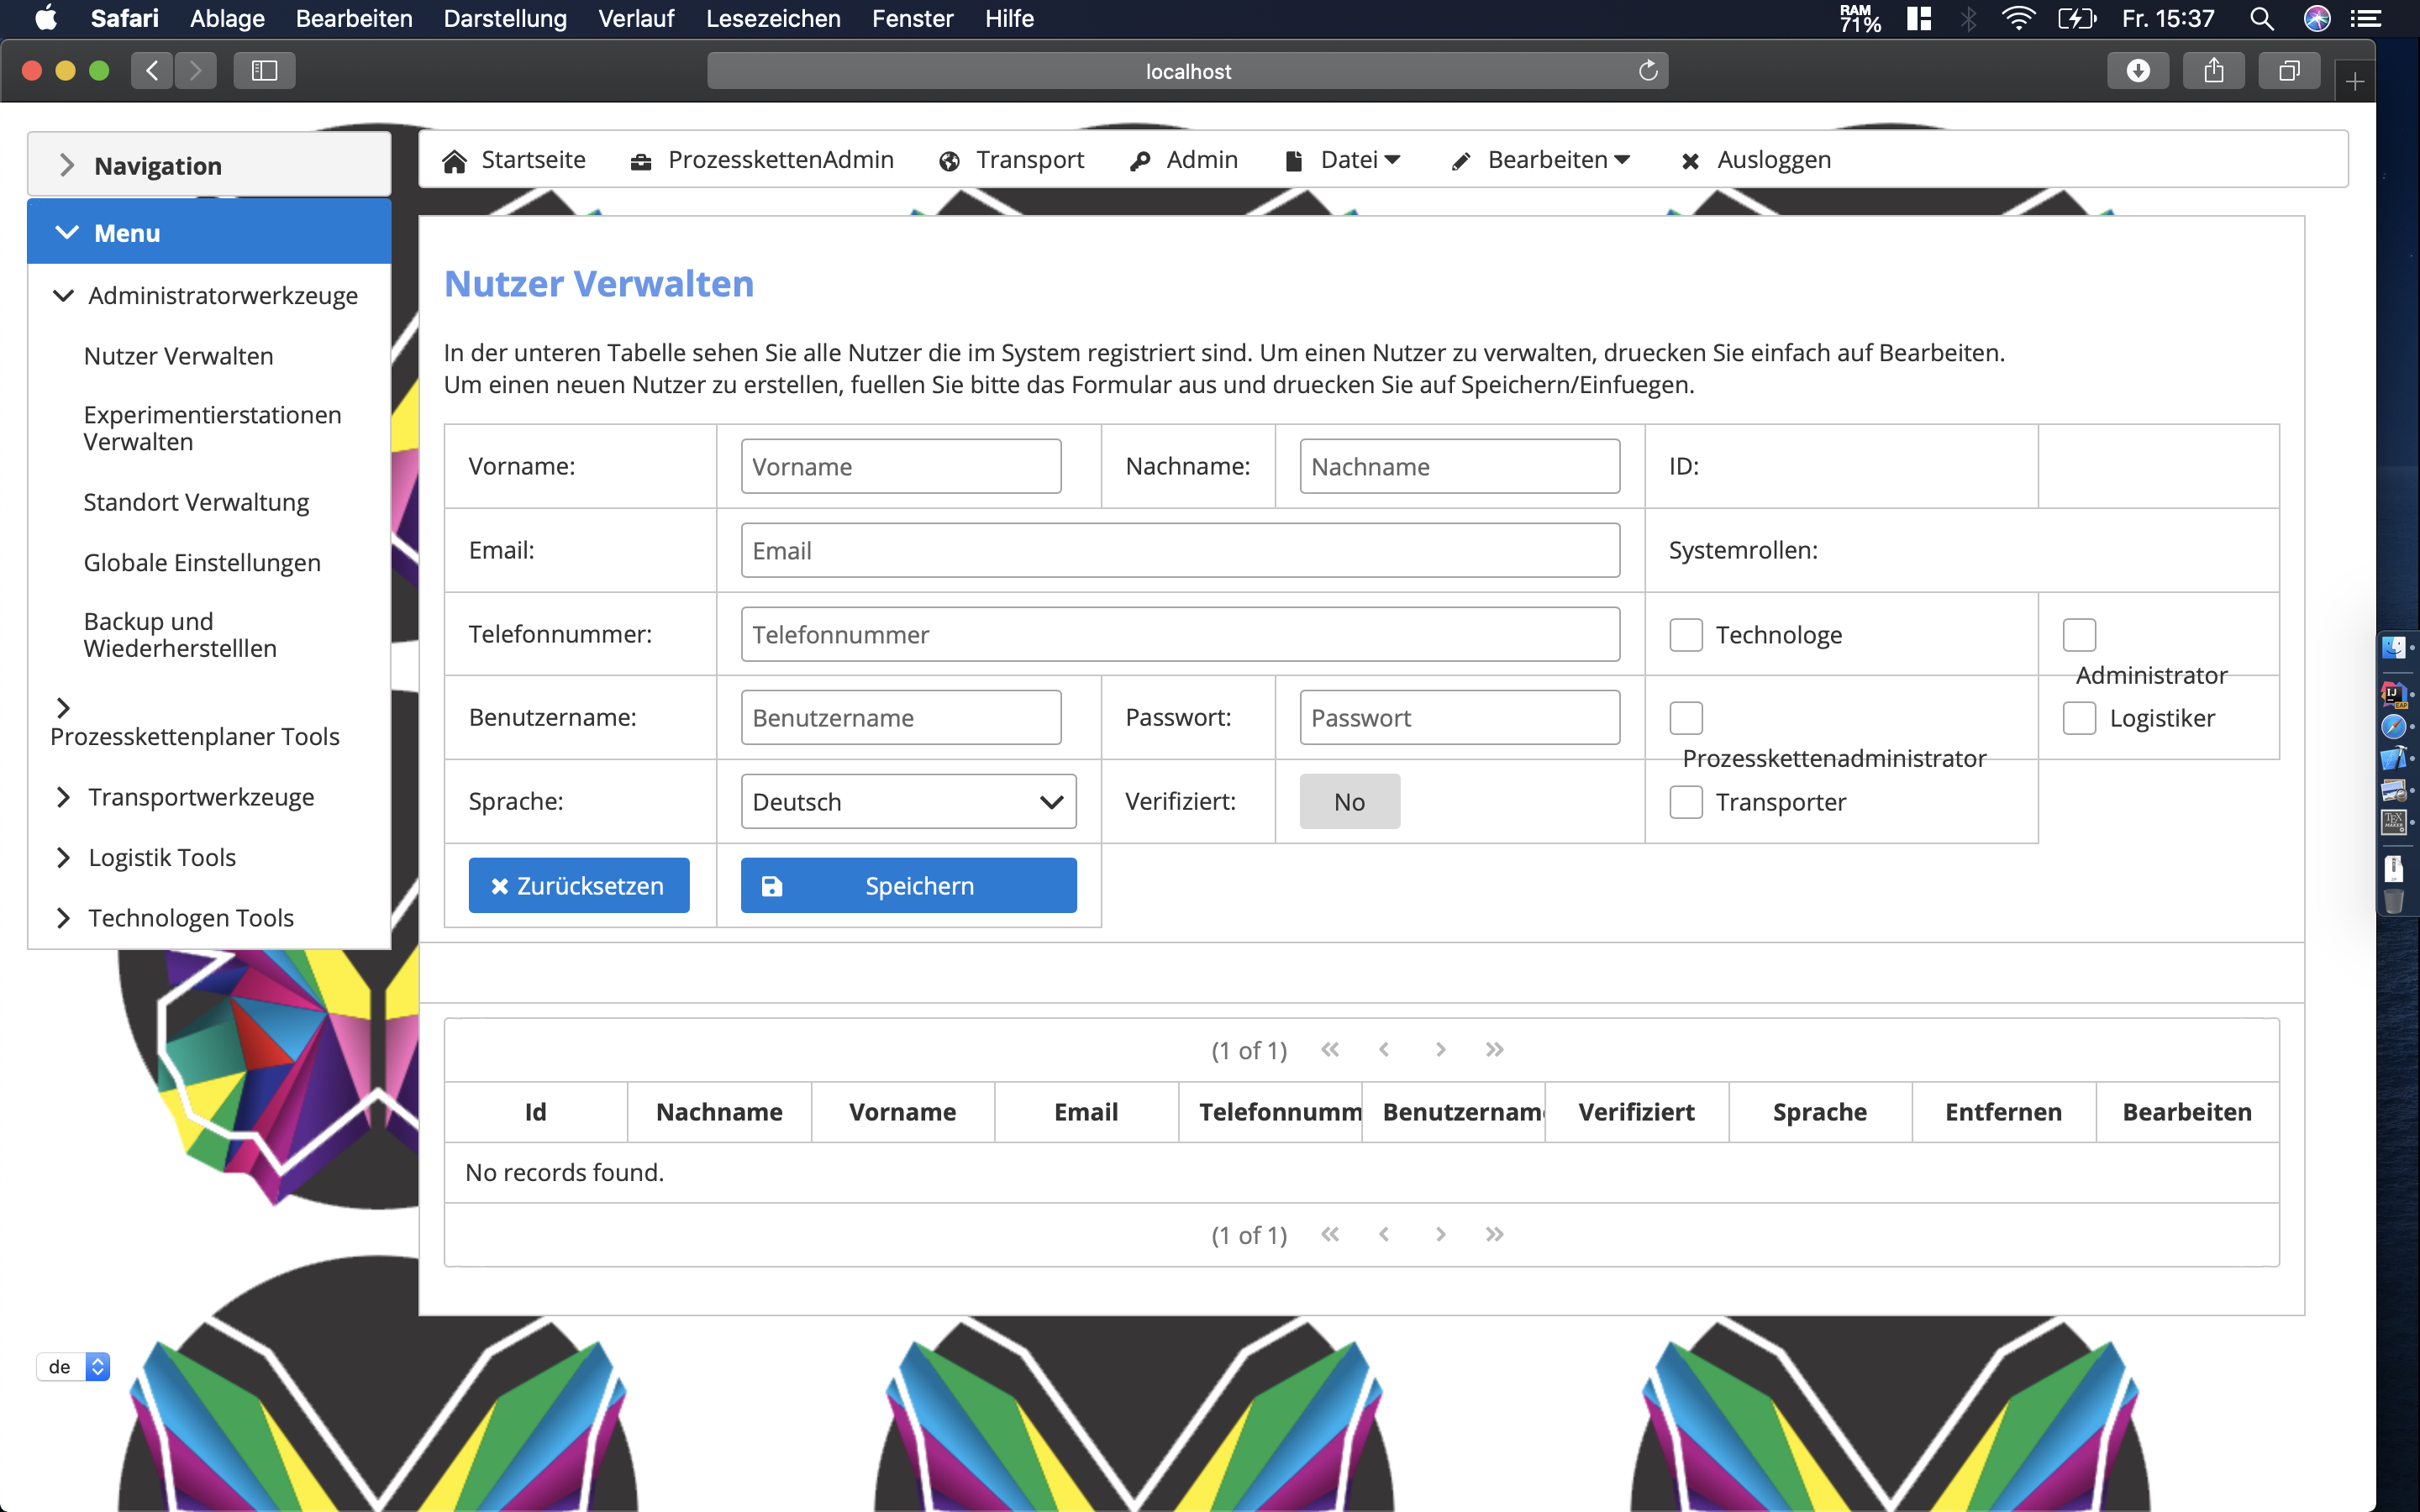 Safari Ablage Bearbeiten Darstellung Verlauf Lesezeichen Fenster Hilfe RAM 71% Fr. 15:37
localhost
Navigation
Startseite ProzesskettenAdmin Transport Admin Datei Bearbeiten Ausloggen
Menu
Administratorwerkzeuge
Nutzer Verwalten
Experimentierstationen
Verwalten
Standort Verwaltung
Globale Einstellungen
Backup und
Wiederherstelllen
Prozesskettenplaner Tools
Transportwerkzeuge
Logistik Tools
Technologen Tools
Nutzer Verwalten
In der unteren Tabelle sehen Sie alle Nutzer die im System registriert sind. Um einen Nutzer zu verwalten, druecken Sie einfach auf Bearbeiten.
Um einen neuen Nutzer zu erstellen, fuellen Sie bitte das Formular aus und druecken Sie auf Speichern/Einfuegen.
Vorname: Vorname Nachname: Nachname ID:
Email: Email Systemrollen:
Telefonnummer: Telefonnummer Technologe
Administrator
Benutzername: Benutzername Passwort: Passwort Logistiker
Prozesskettenadministrator
Sprache: Deutsch Verifiziert: No Transporter
Zurücksetzen Speichern
(1 of 1)
Id Nachname Vorname Email Telefonnumm Benutzernam Verifiziert Sprache Entfernen Bearbeiten
No records found.
(1 of 1)
de